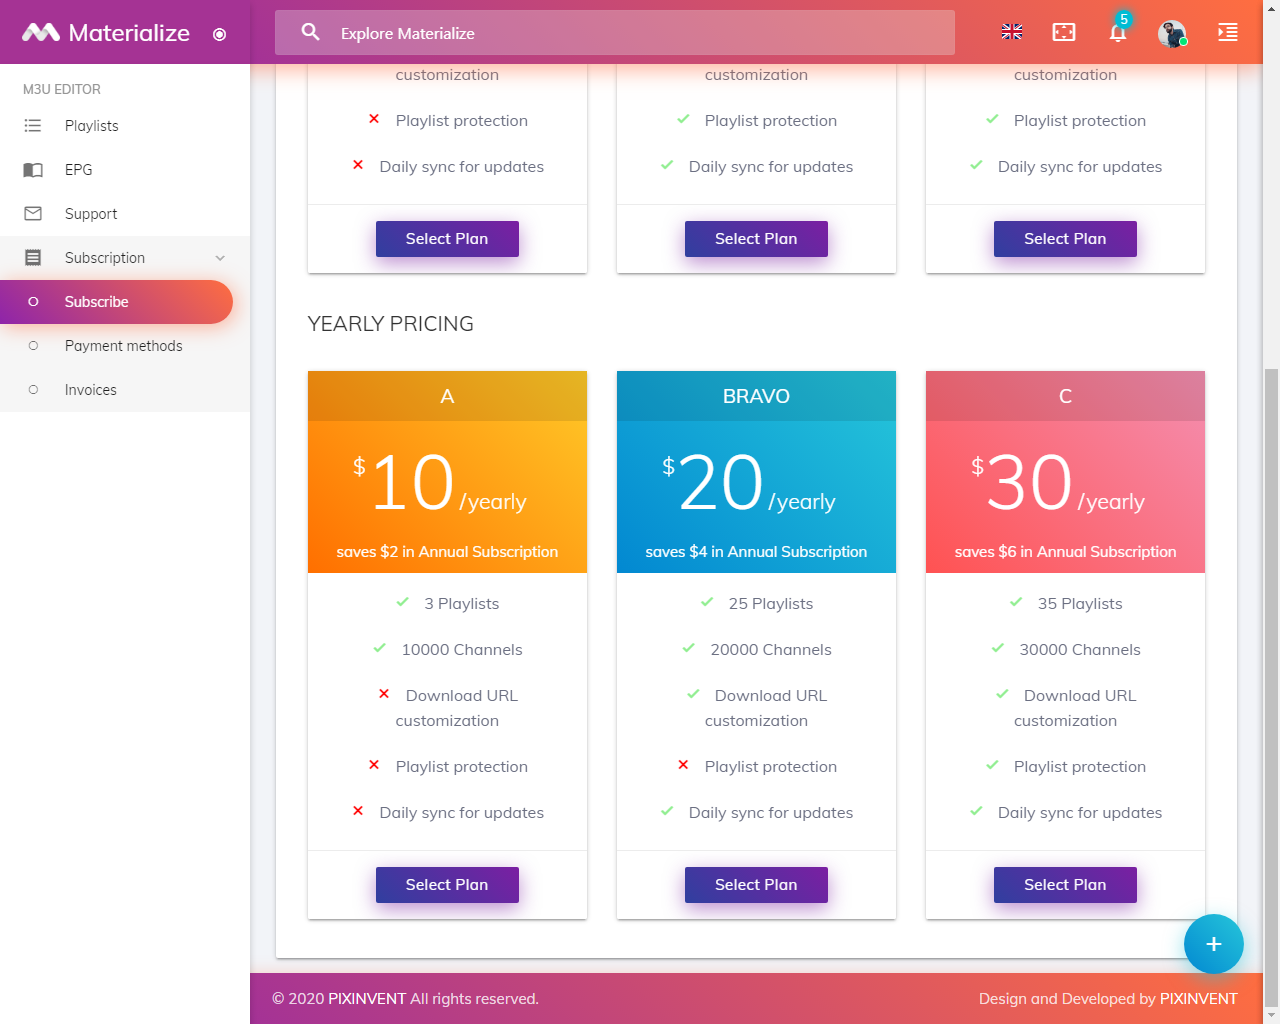 Materialize
Explore Materialize
5
M3U EDITOR
Playlists
EPG
Support
Subscription
Subscribe
Payment methods
Invoices
customization
Playlist protection
Daily sync for updates
Select Plan
customization
Playlist protection
Daily sync for updates
Select Plan
customization
Playlist protection
Daily sync for updates
Select Plan
YEARLY PRICING
A
$10/yearly
saves $2 in Annual Subscription
3 Playlists
10000 Channels
Download URL
customization
Playlist protection
Daily sync for updates
Select Plan
BRAVO
$20/yearly
saves $4 in Annual Subscription
25 Playlists
20000 Channels
Download URL
customization
Playlist protection
Daily sync for updates
Select Plan
C
$30/yearly
saves $6 in Annual Subscription
35 Playlists
30000 Channels
Download URL
customization
Playlist protection
Daily sync for updates
Select Plan
© 2020 PIXINVENT All rights reserved.
Design and Developed by PIXINVENT